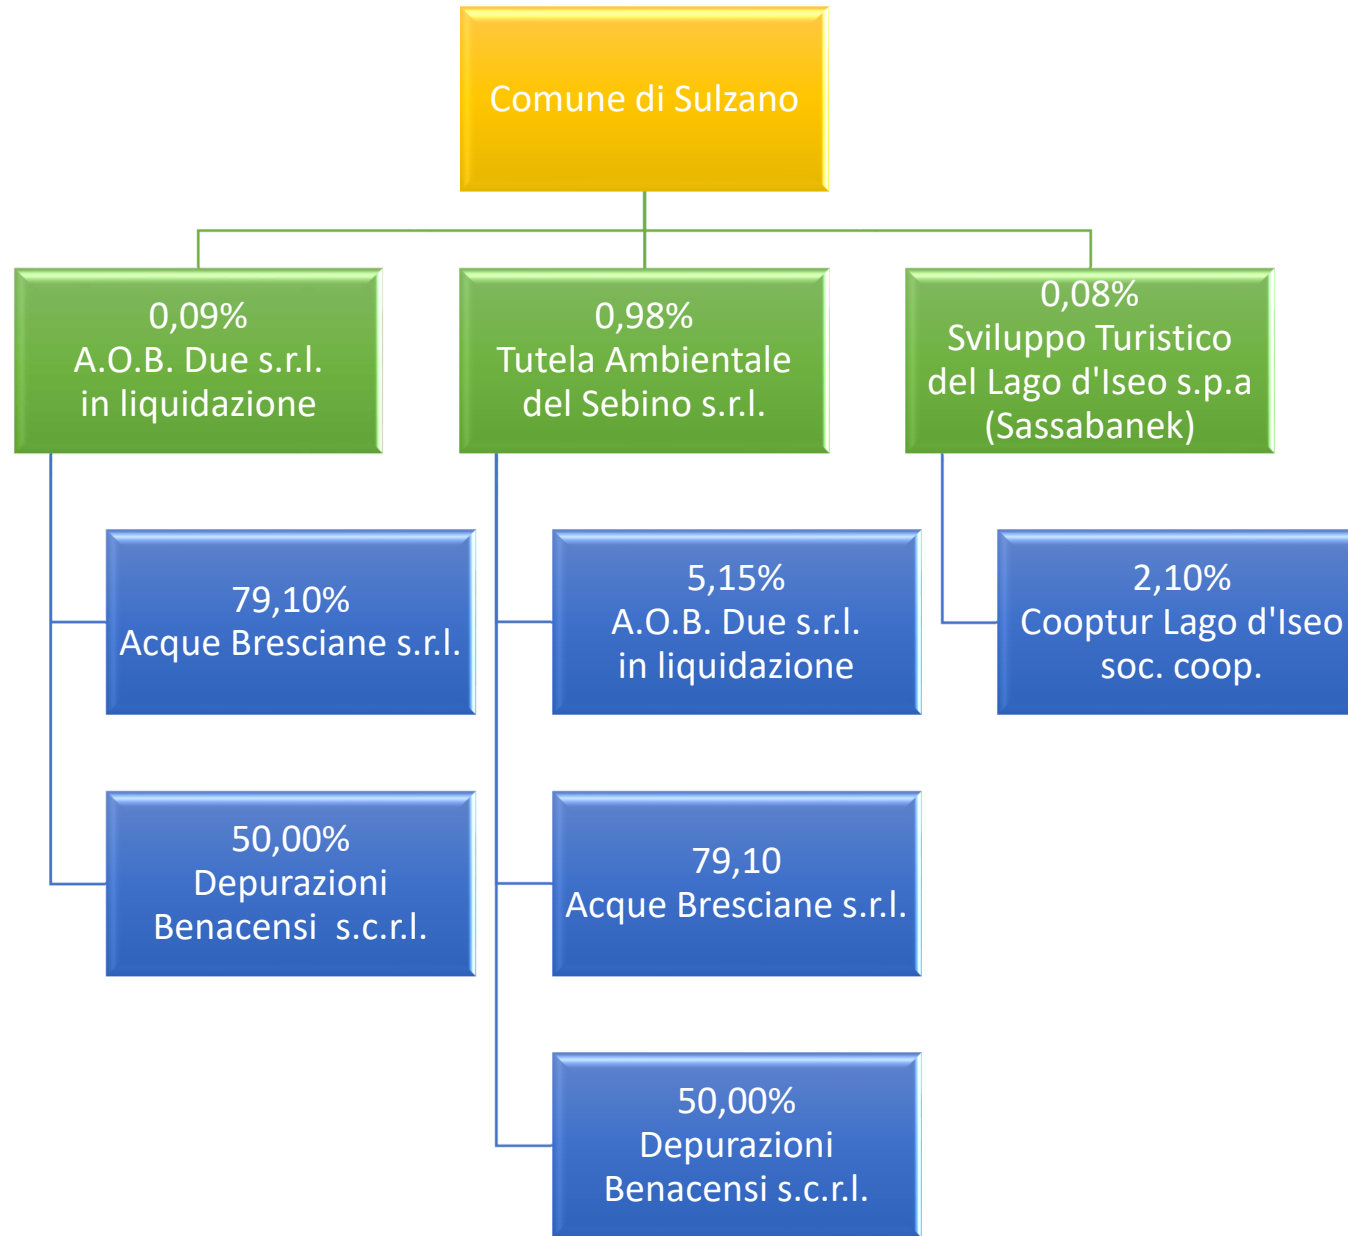 Comune di Sulzano
0,09%
A.O.B. Due s.r.l.
in liquidazione
0,98%
Tutela Ambientale
del Sebino s.r.l.
0,08%
Sviluppo Turistico
del Lago d'Iseo s.p.a
(Sassabanek)
79,10%
Acque Bresciane s.r.l.
50,00%
Depurazioni
Benacensi  s.c.r.l.
5,15%
A.O.B. Due s.r.l.
in liquidazione
79,10
Acque Bresciane s.r.l.
50,00%
Depurazioni
Benacensi s.c.r.l.
2,10%
Cooptur Lago d'Iseo
soc. coop.